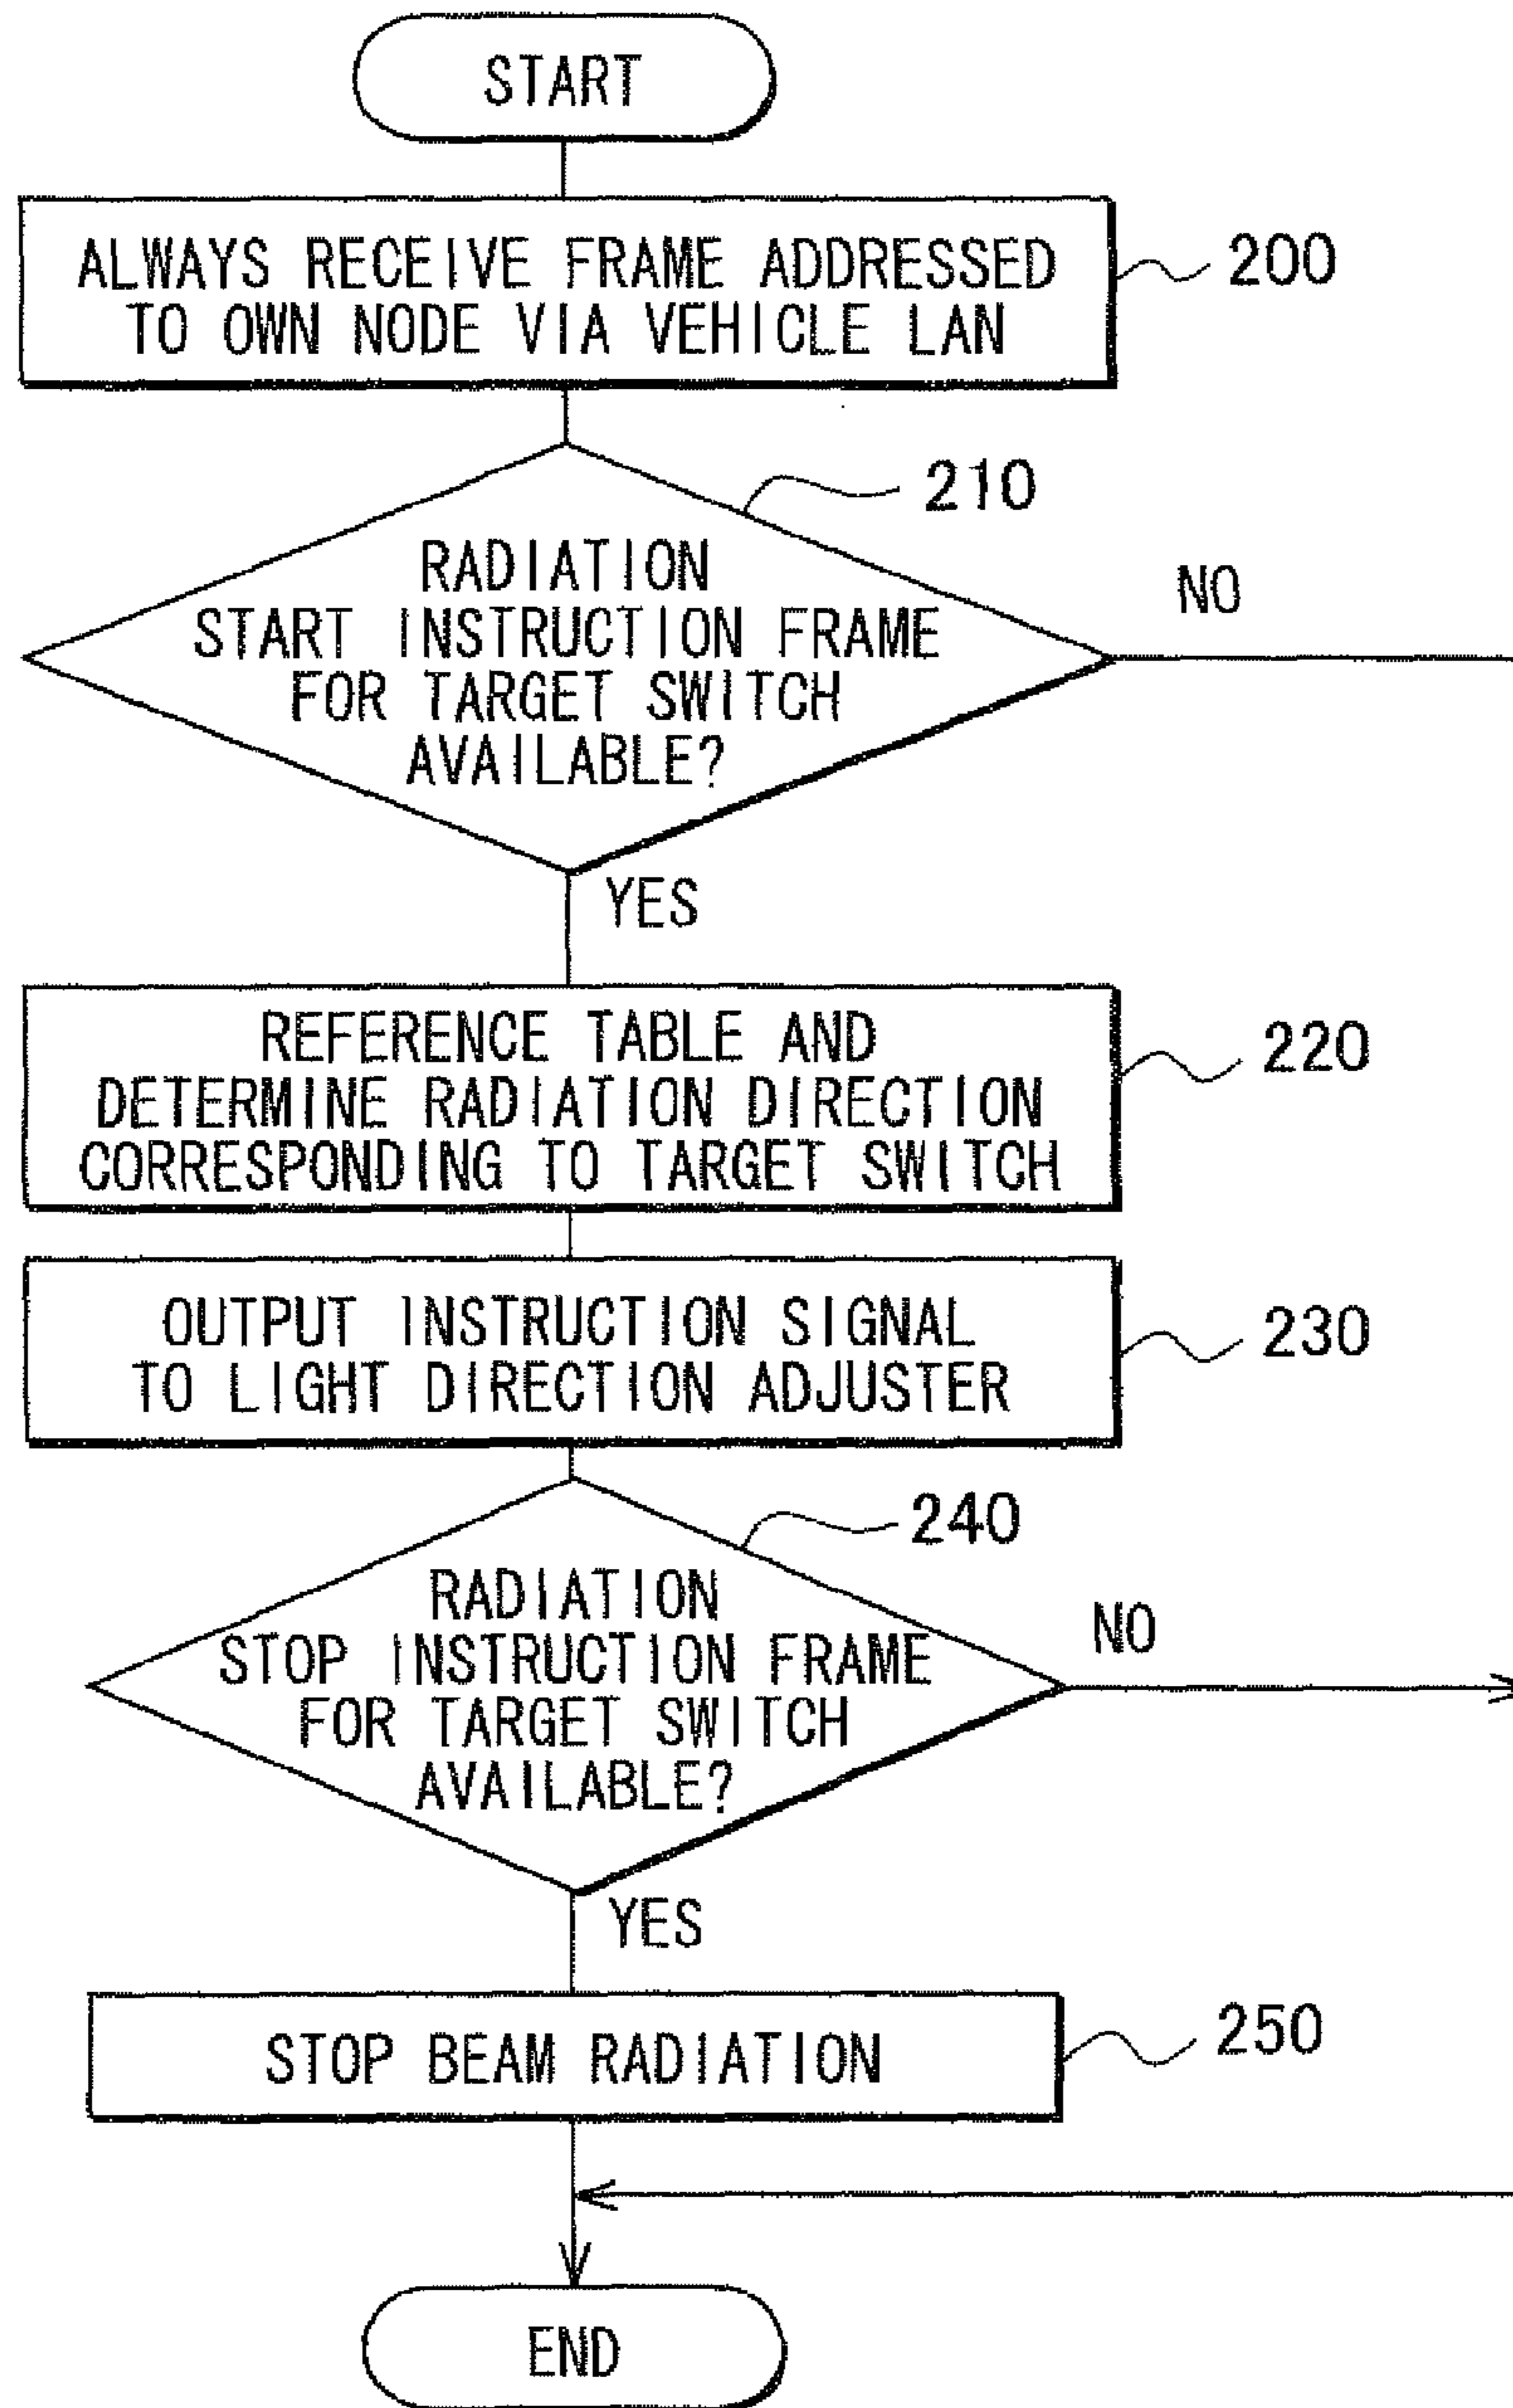 START
ALWAYS RECEIVE FRAME ADDRESSED
TO OWN NODE VIA VEHICLE LAN
200
210
RADIATION
START INSTRUCTION FRAME
FOR TARGET SWITCH
AVAILABLE?
NO
YES
REFERENCE TABLE AND
DETERMINE RADIATION DIRECTION
CORRESPONDING TO TARGET SWITCH
220
OUTPUT INSTRUCTION SIGNAL
TO LIGHT DIRECTION ADJUSTER
230
240
RADIATION
STOP INSTRUCTION FRAME
FOR TARGET SWITCH
AVAILABLE?
NO
YES
STOP BEAM RADIATION
250
END